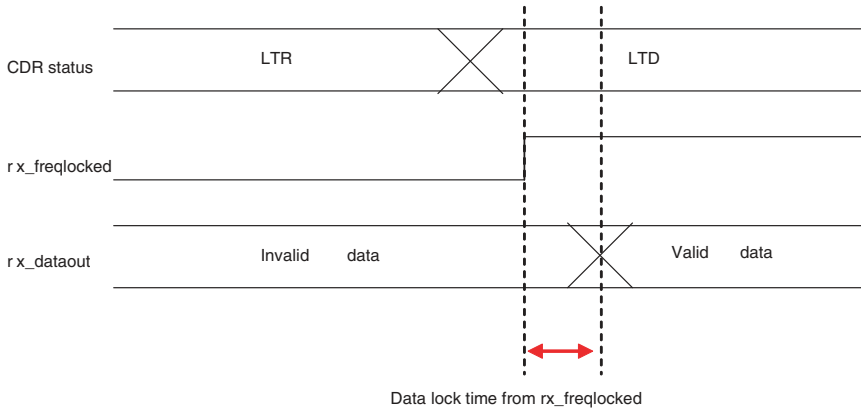 CDR status LTR LTD
r x_freqlocked
r x_dataout Invalid data Valid data
Data lock time from rx_freqlocked